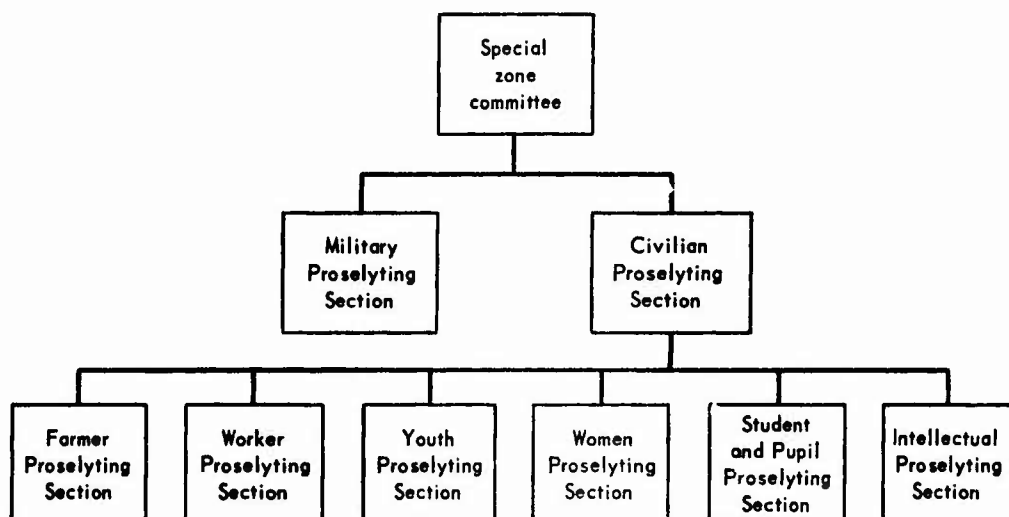 Special
zone
committee
Military
Proselyting
Section
Civilian
Proselyting
Section
Farmer
Proselyting
Section
Worker
Proselyting
Section
Youth
Proselyting
Section
Women
Proselyting
Section
Student
and Pupil
Proselyting
Section
Intellectual
Proselyting
Section